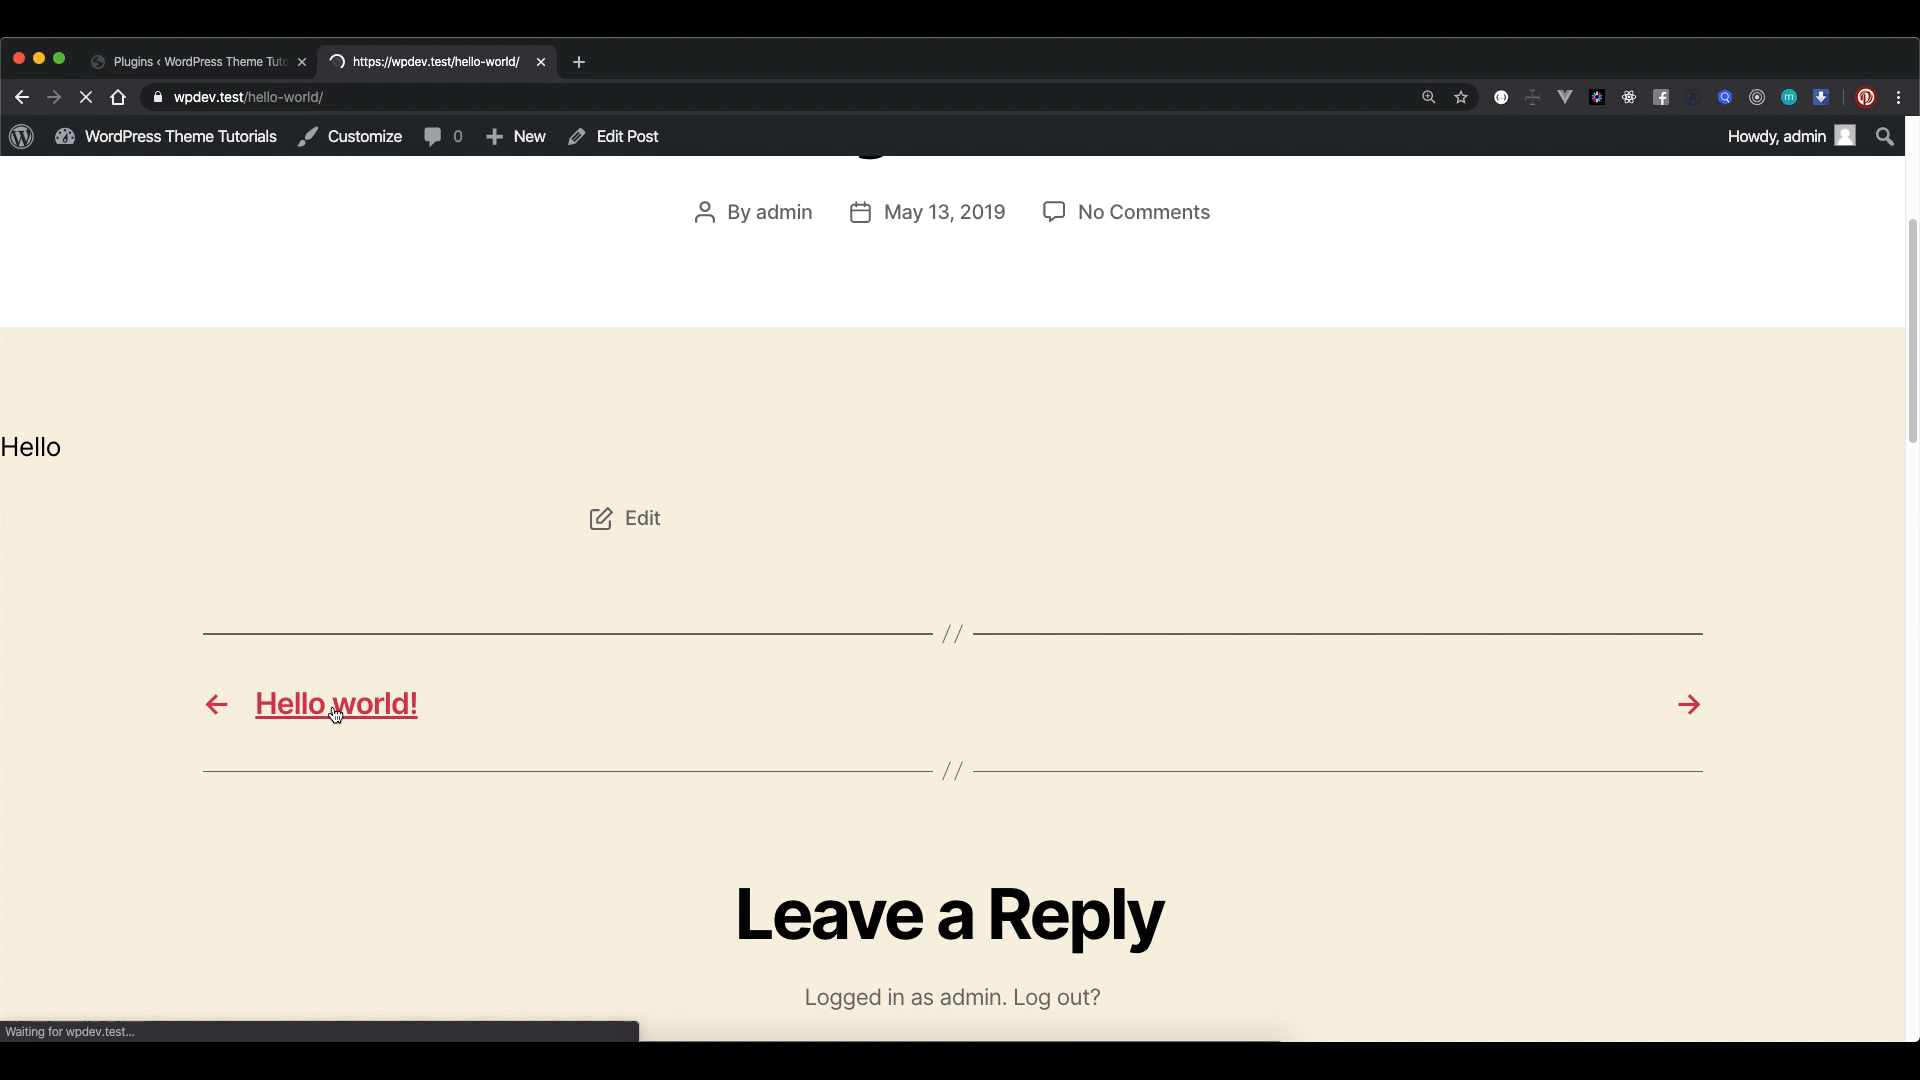 Plugins ‹ WordPress Theme Tuto
https://wpdev.test/hello-world/
wpdev.test/hello-world/
WordPress Theme Tutorials
Customize
0
New
Edit Post
Howdy, admin
By admin
May 13, 2019
No Comments
Hello
Edit
//
← Hello world! →
//
Leave a Reply
Logged in as admin. Log out?
Waiting for wpdev.test...